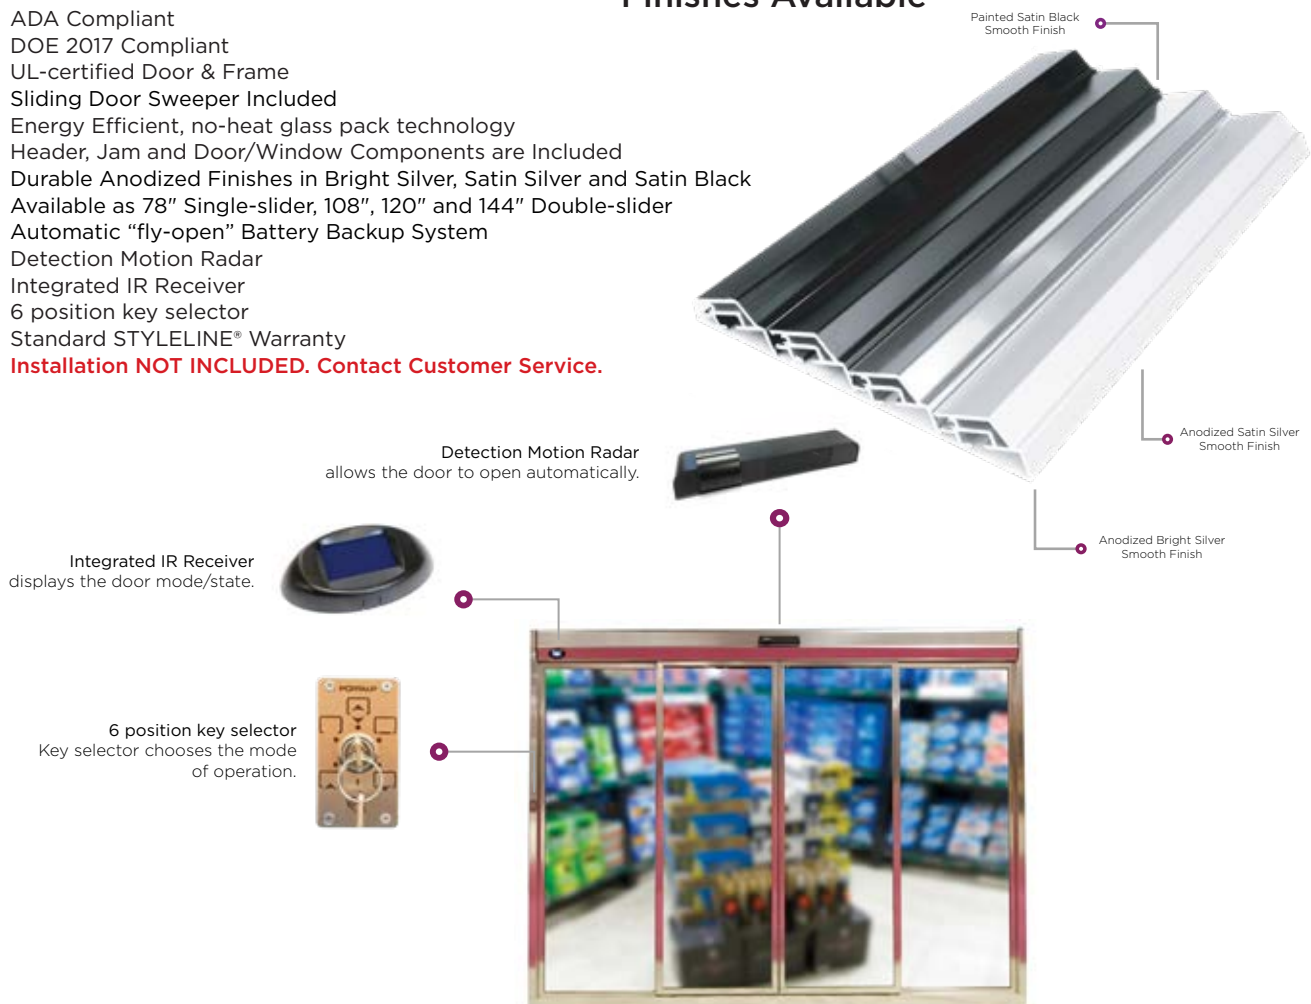 Finishes Available
ADA Compliant
DOE 2017 Compliant
UL-certified Door & Frame
Sliding Door Sweeper Included
Energy Efficient, no-heat glass pack technology
Header, Jam and Door/Window Components are Included
Durable Anodized Finishes in Bright Silver, Satin Silver and Satin Black
Available as 78" Single-slider, 108", 120" and 144" Double-slider
Automatic “fly-open” Battery Backup System
Detection Motion Radar
Integrated IR Receiver
6 position key selector
Standard STYLELINE® Warranty
Installation NOT INCLUDED. Contact Customer Service.
Painted Satin Black
Smooth Finish
Anodized Satin Silver
Smooth Finish
Anodized Bright Silver
Smooth Finish
Detection Motion Radar
allows the door to open automatically.
Integrated IR Receiver
displays the door mode/state.
6 position key selector
Key selector chooses the mode
of operation.